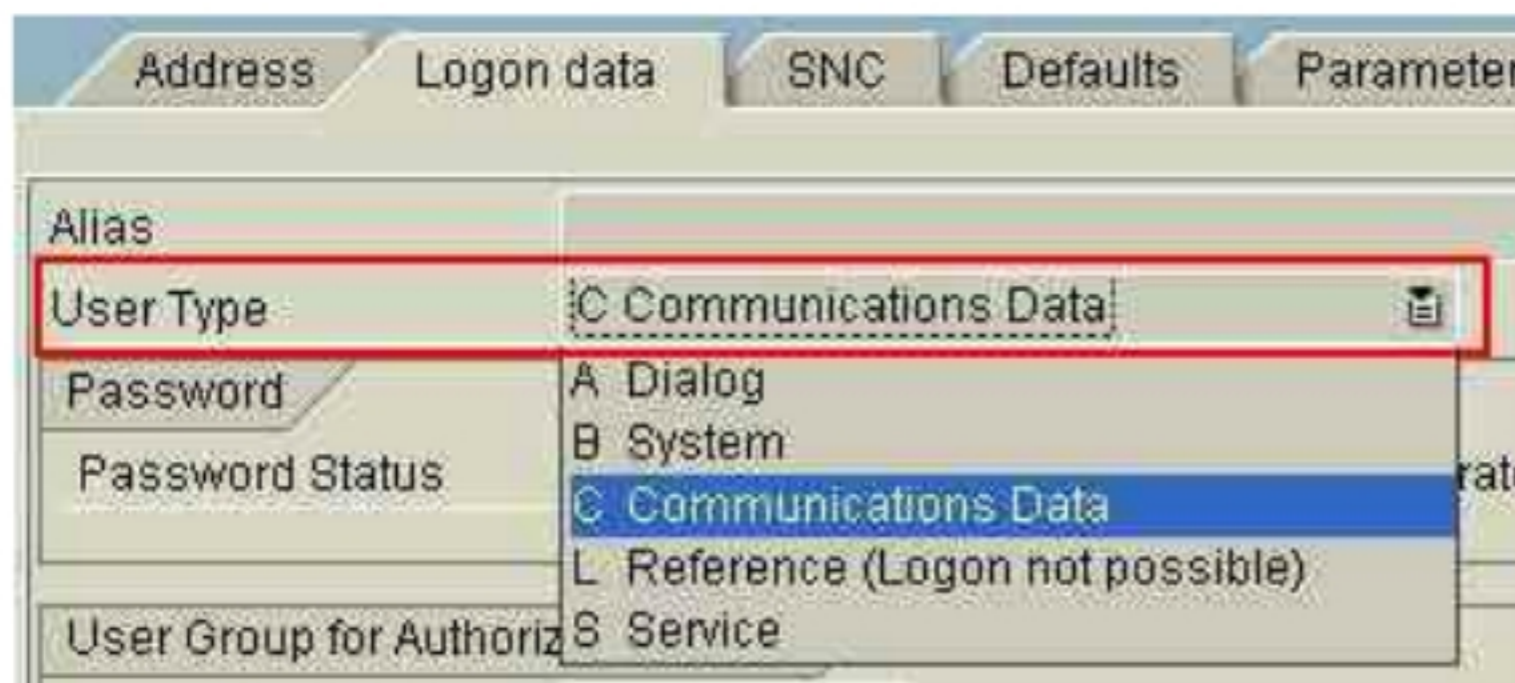 Address Logon data SNC Defaults Parameter
Alias
User Type C Communications Data
Password A Dialog
B System
Password Status
C Communications Data
L Reference (Logon not possible)
User Group for Authoriz S Service